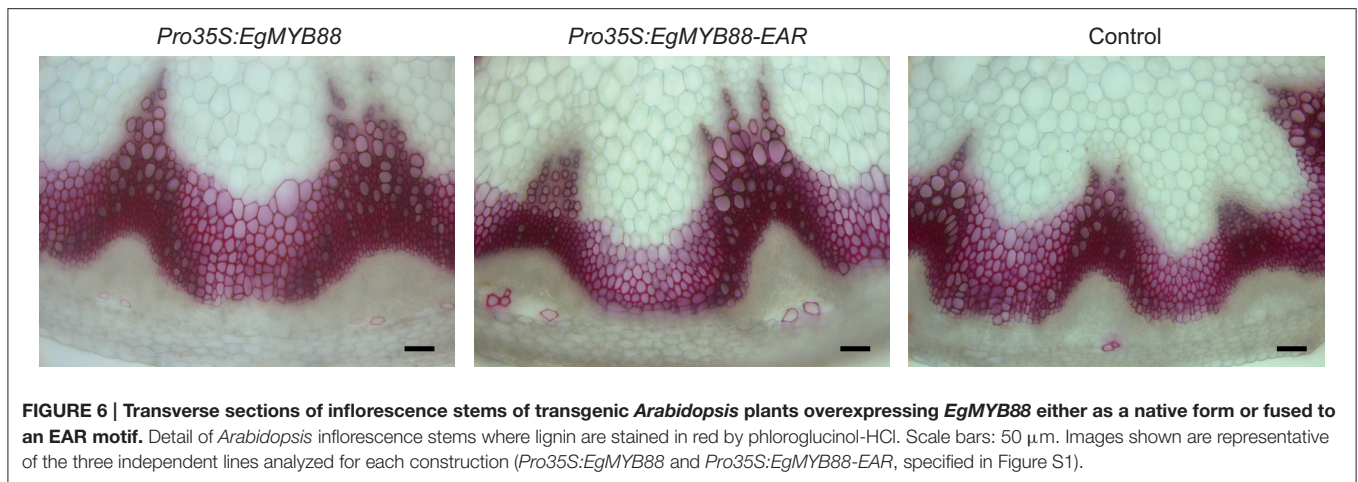 Pro35S:EgMYB88
Pro35S:EgMYB88-EAR
Control
FIGURE 6 | Transverse sections of inflorescence stems of transgenic Arabidopsis plants overexpressing EgMYB88 either as a native form or fused to
an EAR motif. Detail of Arabidopsis inflorescence stems where lignin are stained in red by phloroglucinol-HCl. Scale bars: 50 μm. Images shown are representative
of the three independent lines analyzed for each construction (Pro35S:EgMYB88 and Pro35S:EgMYB88-EAR, specified in Figure S1).